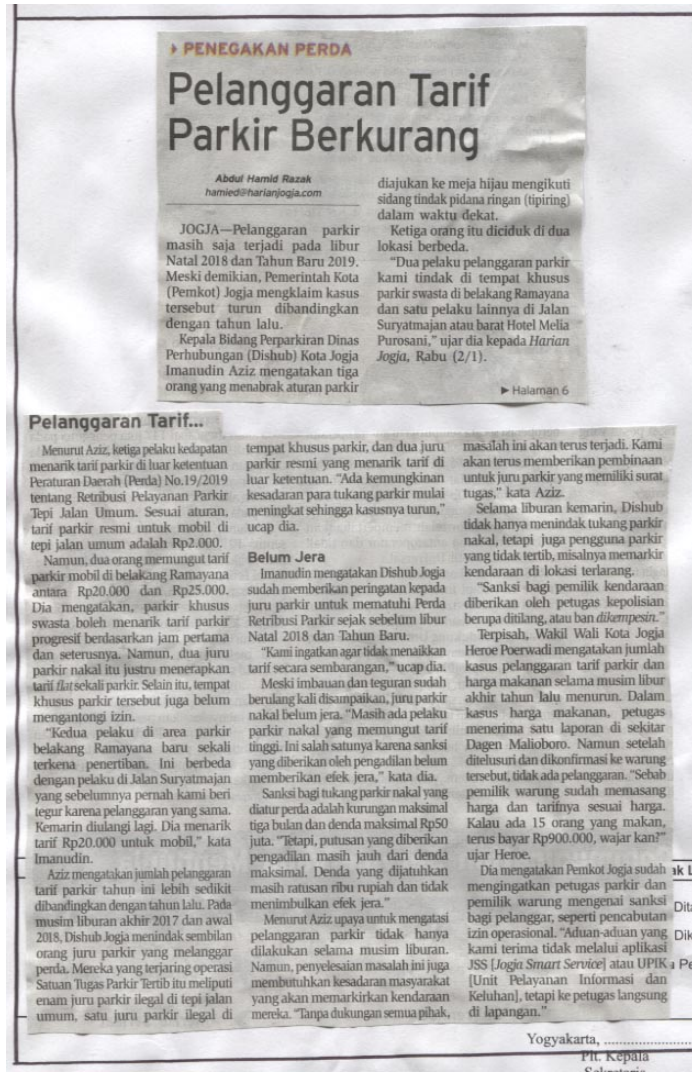 PENEGAKAN PERDA
Pelanggaran Tarif
Parkir Berkurang
Abdul Hamid Razak
hamied@harianjogja.com
JOGJA—Pelanggaran parkir
masih saja terjadi pada libur
Natal 2018 dan Tahun Baru 2019.
Meski demikian, Pemerintah Kota
(Pemkot) Jogja mengklaim kasus
tersebut turun dibandingkan
dengan tahun lalu.
Kepala Bidang Perparkiran Dinas
Perhubungan (Dishub) Kota Jogja
Imanudin Aziz mengatakan tiga
orang yang menabrak aturan parkir
diajukan ke meja hijau mengikuti
sidang tindak pidana ringan (tipiring)
dalam waktu dekat.
Ketiga orang itu diciduk di dua
lokasi berbeda.
“Dua pelaku pelanggaran parkir
kami tindak di tempat khusus
parkir swasta di belakang Ramayana
dan satu pelaku lainnya di Jalan
Suryatmajan atau barat Hotel Melia
Purosani,” ujar dia kepada Harian
Jogja, Rabu (2/1).
Halaman 6
Pelanggaran Tarif...
Menurut Aziz, ketiga pelaku kedapatan
menarik tarif parkir di luar ketentuan
Peraturan Daerah (Perda) No.19/2019
tentang Retribusi Pelayanan Parkir
Tepi Jalan Umum. Sesuai aturan,
tarif parkir resmi untuk mobil di
tepi jalan umum adalah Rp2.000.
Namun, dua orang memungut tarif
parkir mobil di belakang Ramayana
antara Rp20.000 dan Rp25.000.
Dia mengatakan, parkir khusus
swasta boleh menarik tarif parkir
progresif berdasarkan jam pertama
dan seterusnya. Namun, dua juru
parkir nakal itu justru menerapkan
tarif flat sekali parkir. Selain itu, tempat
khusus parkir tersebut juga belum
mengantongi izin.
“Kedua pelaku di area parkir
belakang Ramayana baru sekali
terkena penertiban. Ini berbeda
dengan pelaku di Jalan Suryatmajan
yang sebelumnya pernah kami beri
tegur karena pelanggaran yang sama.
Kemarin diulangi lagi. Dia menarik
tarif Rp20.000 untuk mobil,” kata
Imanudin.
Aziz mengatakan jumlah pelanggaran
tarif parkir tahun ini lebih sedikit
dibandingkan dengan tahun lalu. Pada
musim liburan akhir 2017 dan awal
2018, Dishub Jogja menindak sembilan
orang juru parkir yang melanggar
perda. Mereka yang terjaring operasi
Satuan Tugas Parkir Tertib itu meliputi
enam juru parkir ilegal di tepi jalan
umum, satu juru parkir ilegal di
tempat khusus parkir, dan dua juru
parkir resmi yang menarik tarif di
luar ketentuan. “Ada kemungkinan
kesadaran para tukang parkir mulai
meningkat sehingga kasusnya turun,”
ucap dia.
Belum Jera
Imanudin mengatakan Dishub Jogja
sudah memberikan peringatan kepada
juru parkir untuk mematuhi Perda
Retribusi Parkir sejak sebelum libur
Natal 2018 dan Tahun Baru.
“Kami ingatkan agar tidak menaikkan
tarif secara sembarangan,” ucap dia.
Meski imbauan dan teguran sudah
berulang kali disampaikan, juru parkir
nakal belum jera. “Masih ada pelaku
parkir nakal yang memungut tarif
tinggi. Ini salah satunya karena sanksi
yang diberikan oleh pengadilan belum
memberikan efek jera,” kata dia.
Sanksi bagi tukang parkir nakal yang
diatur perda adalah kurungan maksimal
tiga bulan dan denda maksimal Rp50
juta. “Tetapi, putusan yang diberikan
pengadilan masih jauh dari denda
maksimal. Denda yang dijatuhkan
masih ratusan ribu rupiah dan tidak
menimbulkan efek jera.”
Menurut Aziz upaya untuk mengatasi
pelanggaran parkir tidak hanya
dilakukan selama musim liburan.
Namun, penyelesaian masalah ini juga
membutuhkan kesadaran masyarakat
yang akan memarkirkan kendaraan
mereka. “Tanpa dukungan semua pihak,
masalah ini akan terus terjadi. Kami
akan terus memberikan pembinaan
untuk juru parkir yang memiliki surat
tugas,” kata Aziz.
Selama liburan kemarin, Dishub
tidak hanya menindak tukang parkir
nakal, tetapi juga pengguna parkir
yang tidak tertib, misalnya memarkir
kendaraan di lokasi terlarang.
“Sanksi bagi pemilik kendaraan
diberikan oleh petugas kepolisian
berupa ditilang, atau ban dikempesin.”
Terpisah, Wakil Wali Kota Jogja
Heroe Poerwadi mengatakan jumlah
kasus pelanggaran tarif parkir dan
harga makanan selama musim libur
akhir tahun lalu menurun. Dalam
kasus harga makanan, petugas
menerima satu laporan di sekitar
Dagen Malioboro. Namun setelah
ditelusuri dan dikonfirmasi ke warung
tersebut, tidak ada pelanggaran. “Sebab
pemilik warung sudah memasang
harga dan tarifnya sesuai harga.
Kalau ada 15 orang yang makan,
terus bayar Rp900.000, wajar kan?”
ujar Heroe.
Dia mengatakan Pemkot Jogja sudah
mengingatkan petugas parkir dan
pemilik warung mengenai sanksi
bagi pelanggar, seperti pencabutan
izin operasional. “Aduan-aduan yang
kami terima tidak melalui aplikasi
JSS [Jogja Smart Service] atau UPIK
[Unit Pelayanan Informasi dan
Keluhan], tetapi ke petugas langsung
di lapangan.”
ak L
Dita
Dik
a Pe
Yogyakarta, ........................
Plt. Kepala